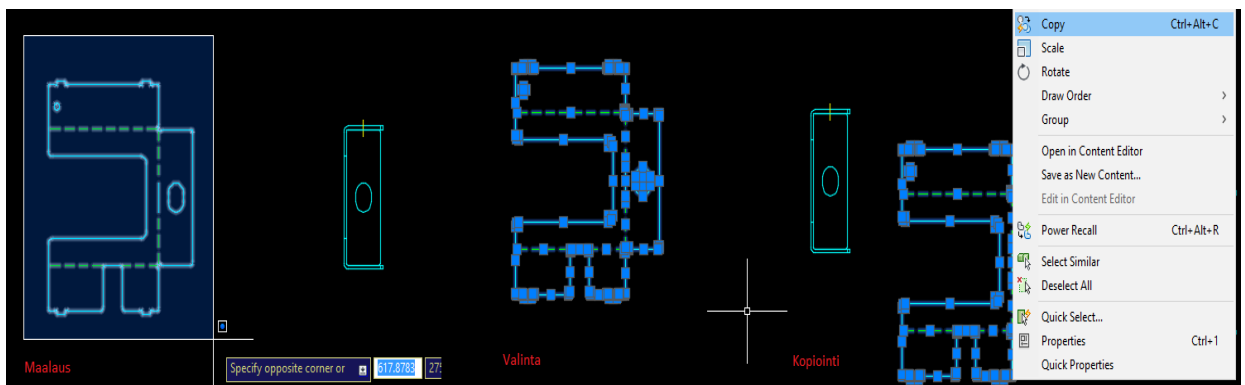 Maalaus
Specify opposite corner or
617.8783
275
Valinta
Kopiointi
Copy Ctrl+Alt+C
Scale
Rotate
Draw Order >
Group >
Open in Content Editor
Save as New Content...
Edit in Content Editor
Power Recall Ctrl+Alt+R
Select Similar
Deselect All
Quick Select...
Properties Ctrl+1
Quick Properties